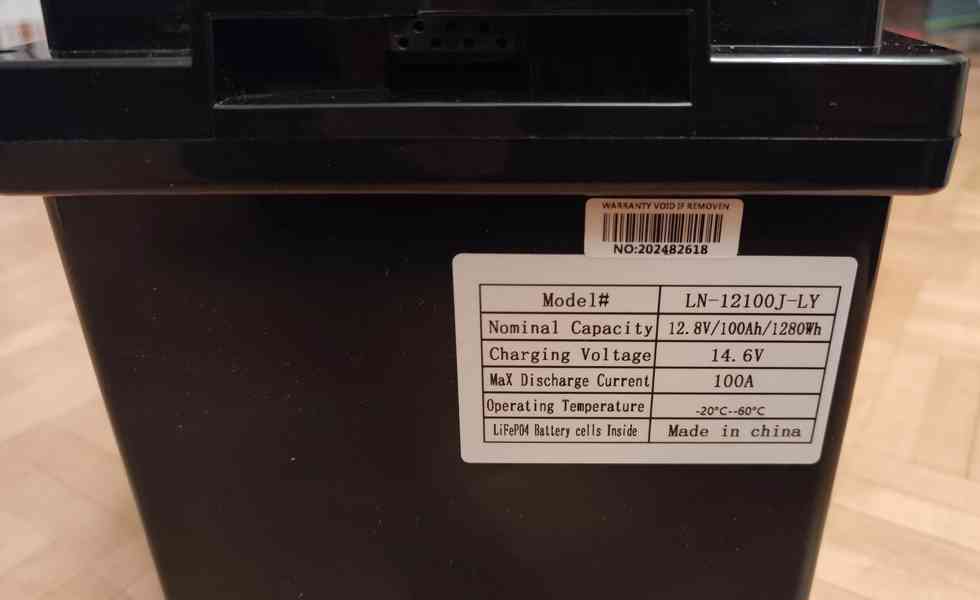 WARRANTY VOID IF REMOVEN
NO:202482618
Model# LN-12100J-LY
Nominal Capacity 12.8V/100Ah/1280Wh
Charging Voltage 14.6V
MaX Discharge Current 100A
Operating Temperature -20°C--60°C
LiFePO4 Battery cells Inside Made in china